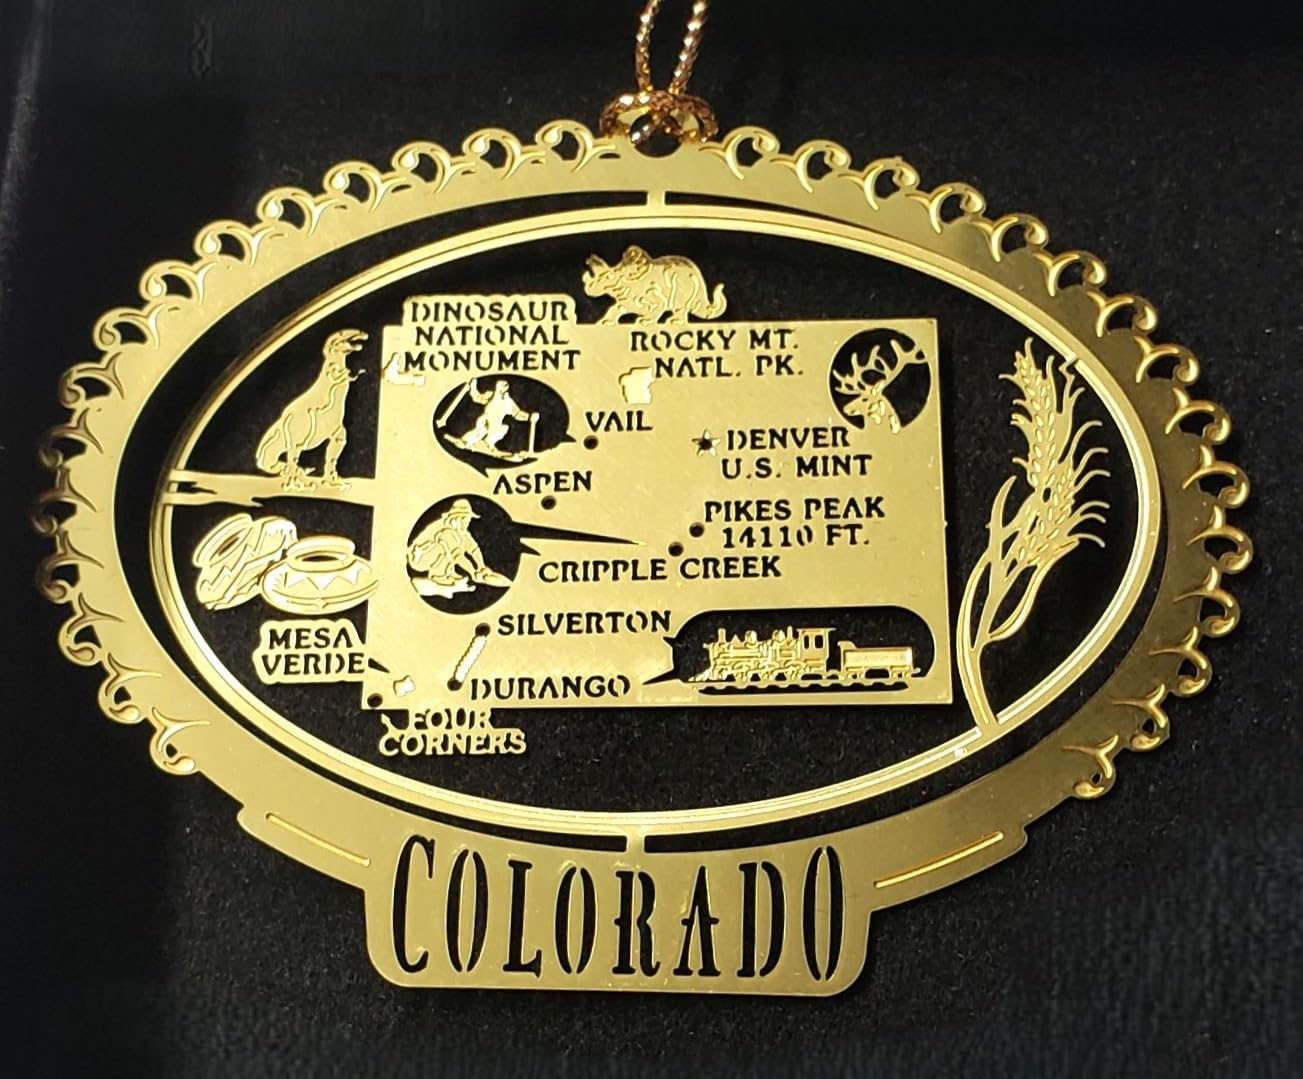 DINOSAUR
NATIONAL
MONUMENT
ROCKY MT.
NATL. PK.
VAIL
DENVER
U.S. MINT
ASPEN
PIKES PEAK
14110 FT.
CRIPPLE CREEK
SILVERTON
MESA
VERDE
DURANGO
FOUR
CORNERS
COLORADO